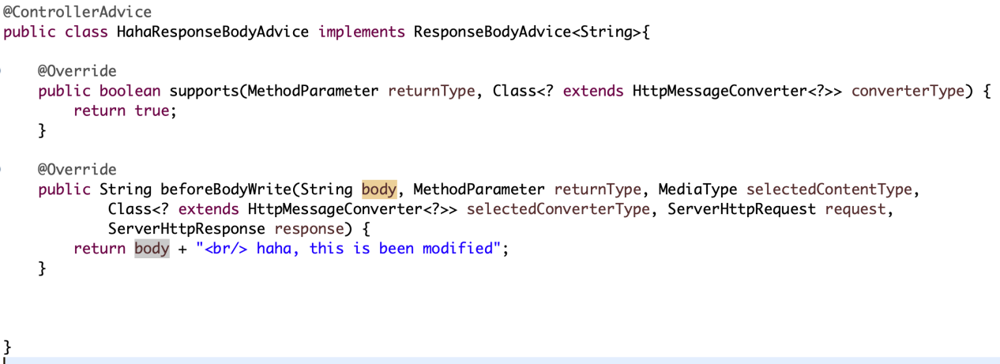 @ControllerAdvice
public class HahaResponseBodyAdvice implements ResponseBodyAdvice<String>{
@Override
public boolean supports(MethodParameter returnType, Class<? extends HttpMessageConverter<?>> converterType) {
return true;
}
@Override
public String beforeBodyWrite(String body, MethodParameter returnType, MediaType selectedContentType,
Class<? extends HttpMessageConverter<?>> selectedConverterType, ServerHttpRequest request,
ServerHttpResponse response) {
return body + "<br/> haha, this is been modified";
}
}